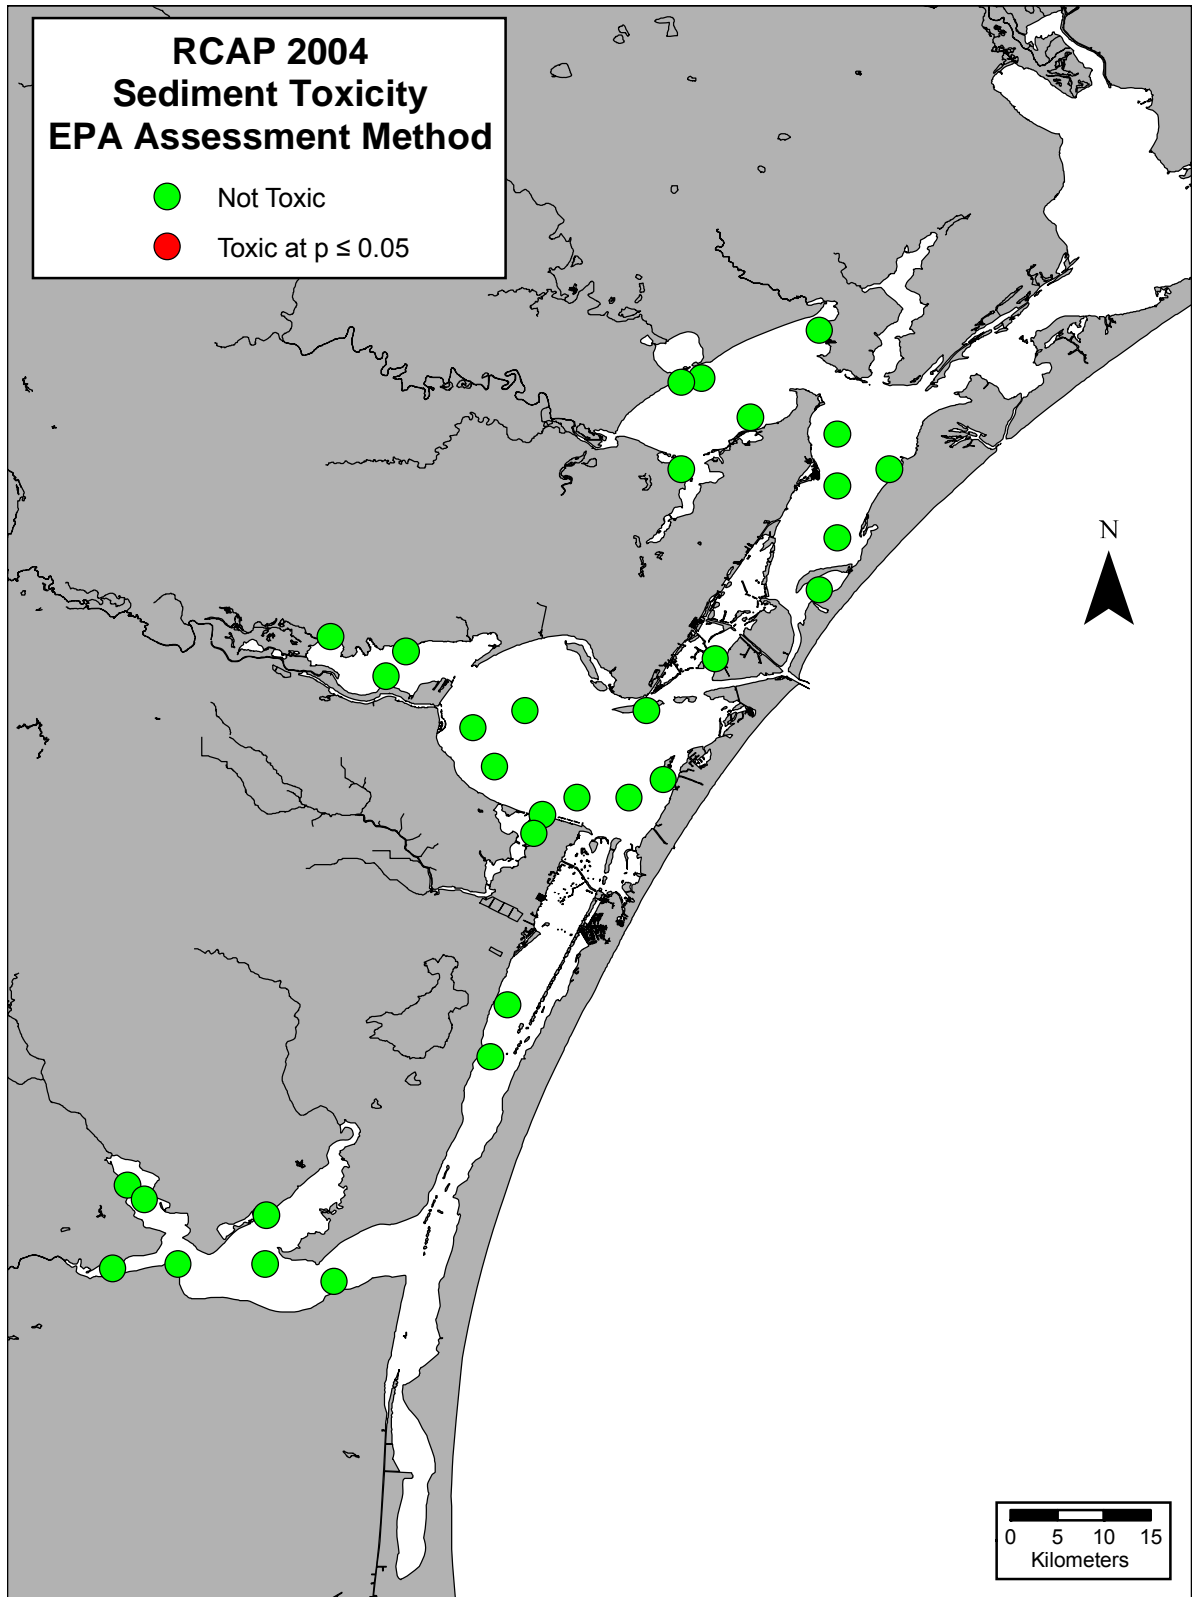 RCAP 2004
Sediment Toxicity
EPA Assessment Method
Not Toxic
Toxic at p ≤ 0.05
N
0 5 10 15
Kilometers